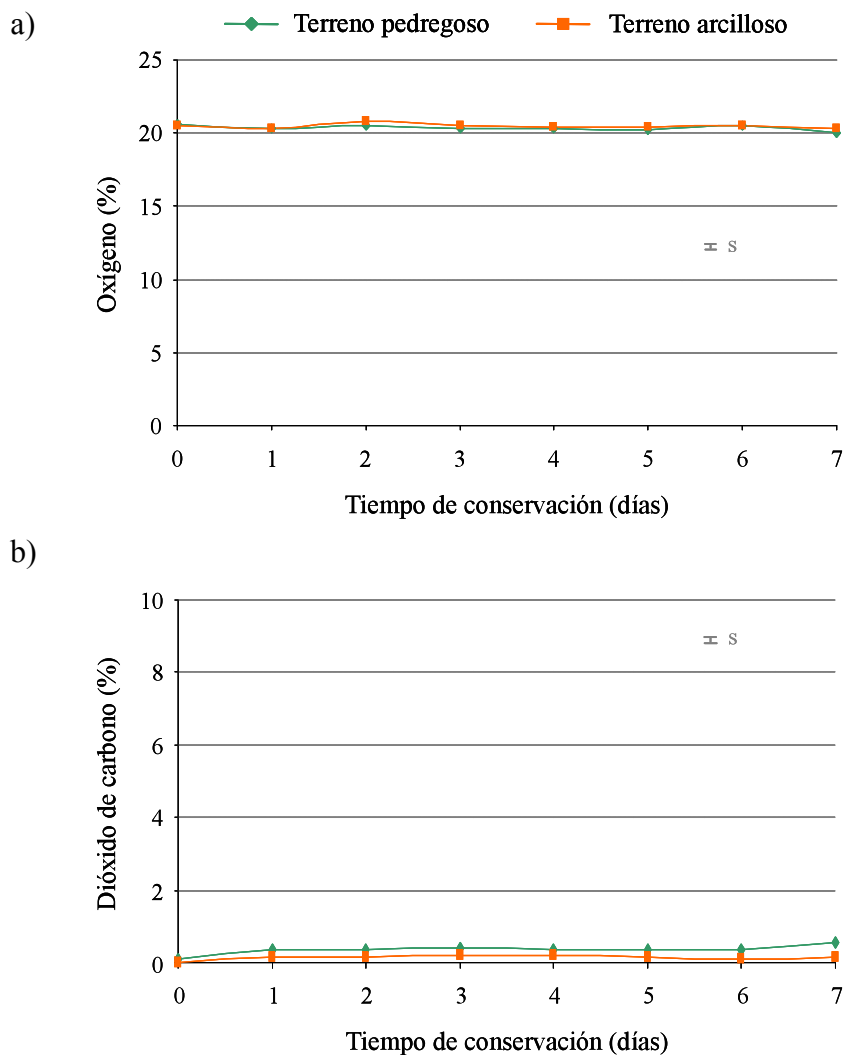 a)
Terreno pedregoso Terreno arcilloso
25
20
15
10
5
0
Oxígeno (%)
s
0 1 2 3 4 5 6 7
Tiempo de conservación (días)
b)
10
8
6
4
2
0
Dióxido de carbono (%)
s
0 1 2 3 4 5 6 7
Tiempo de conservación (días)